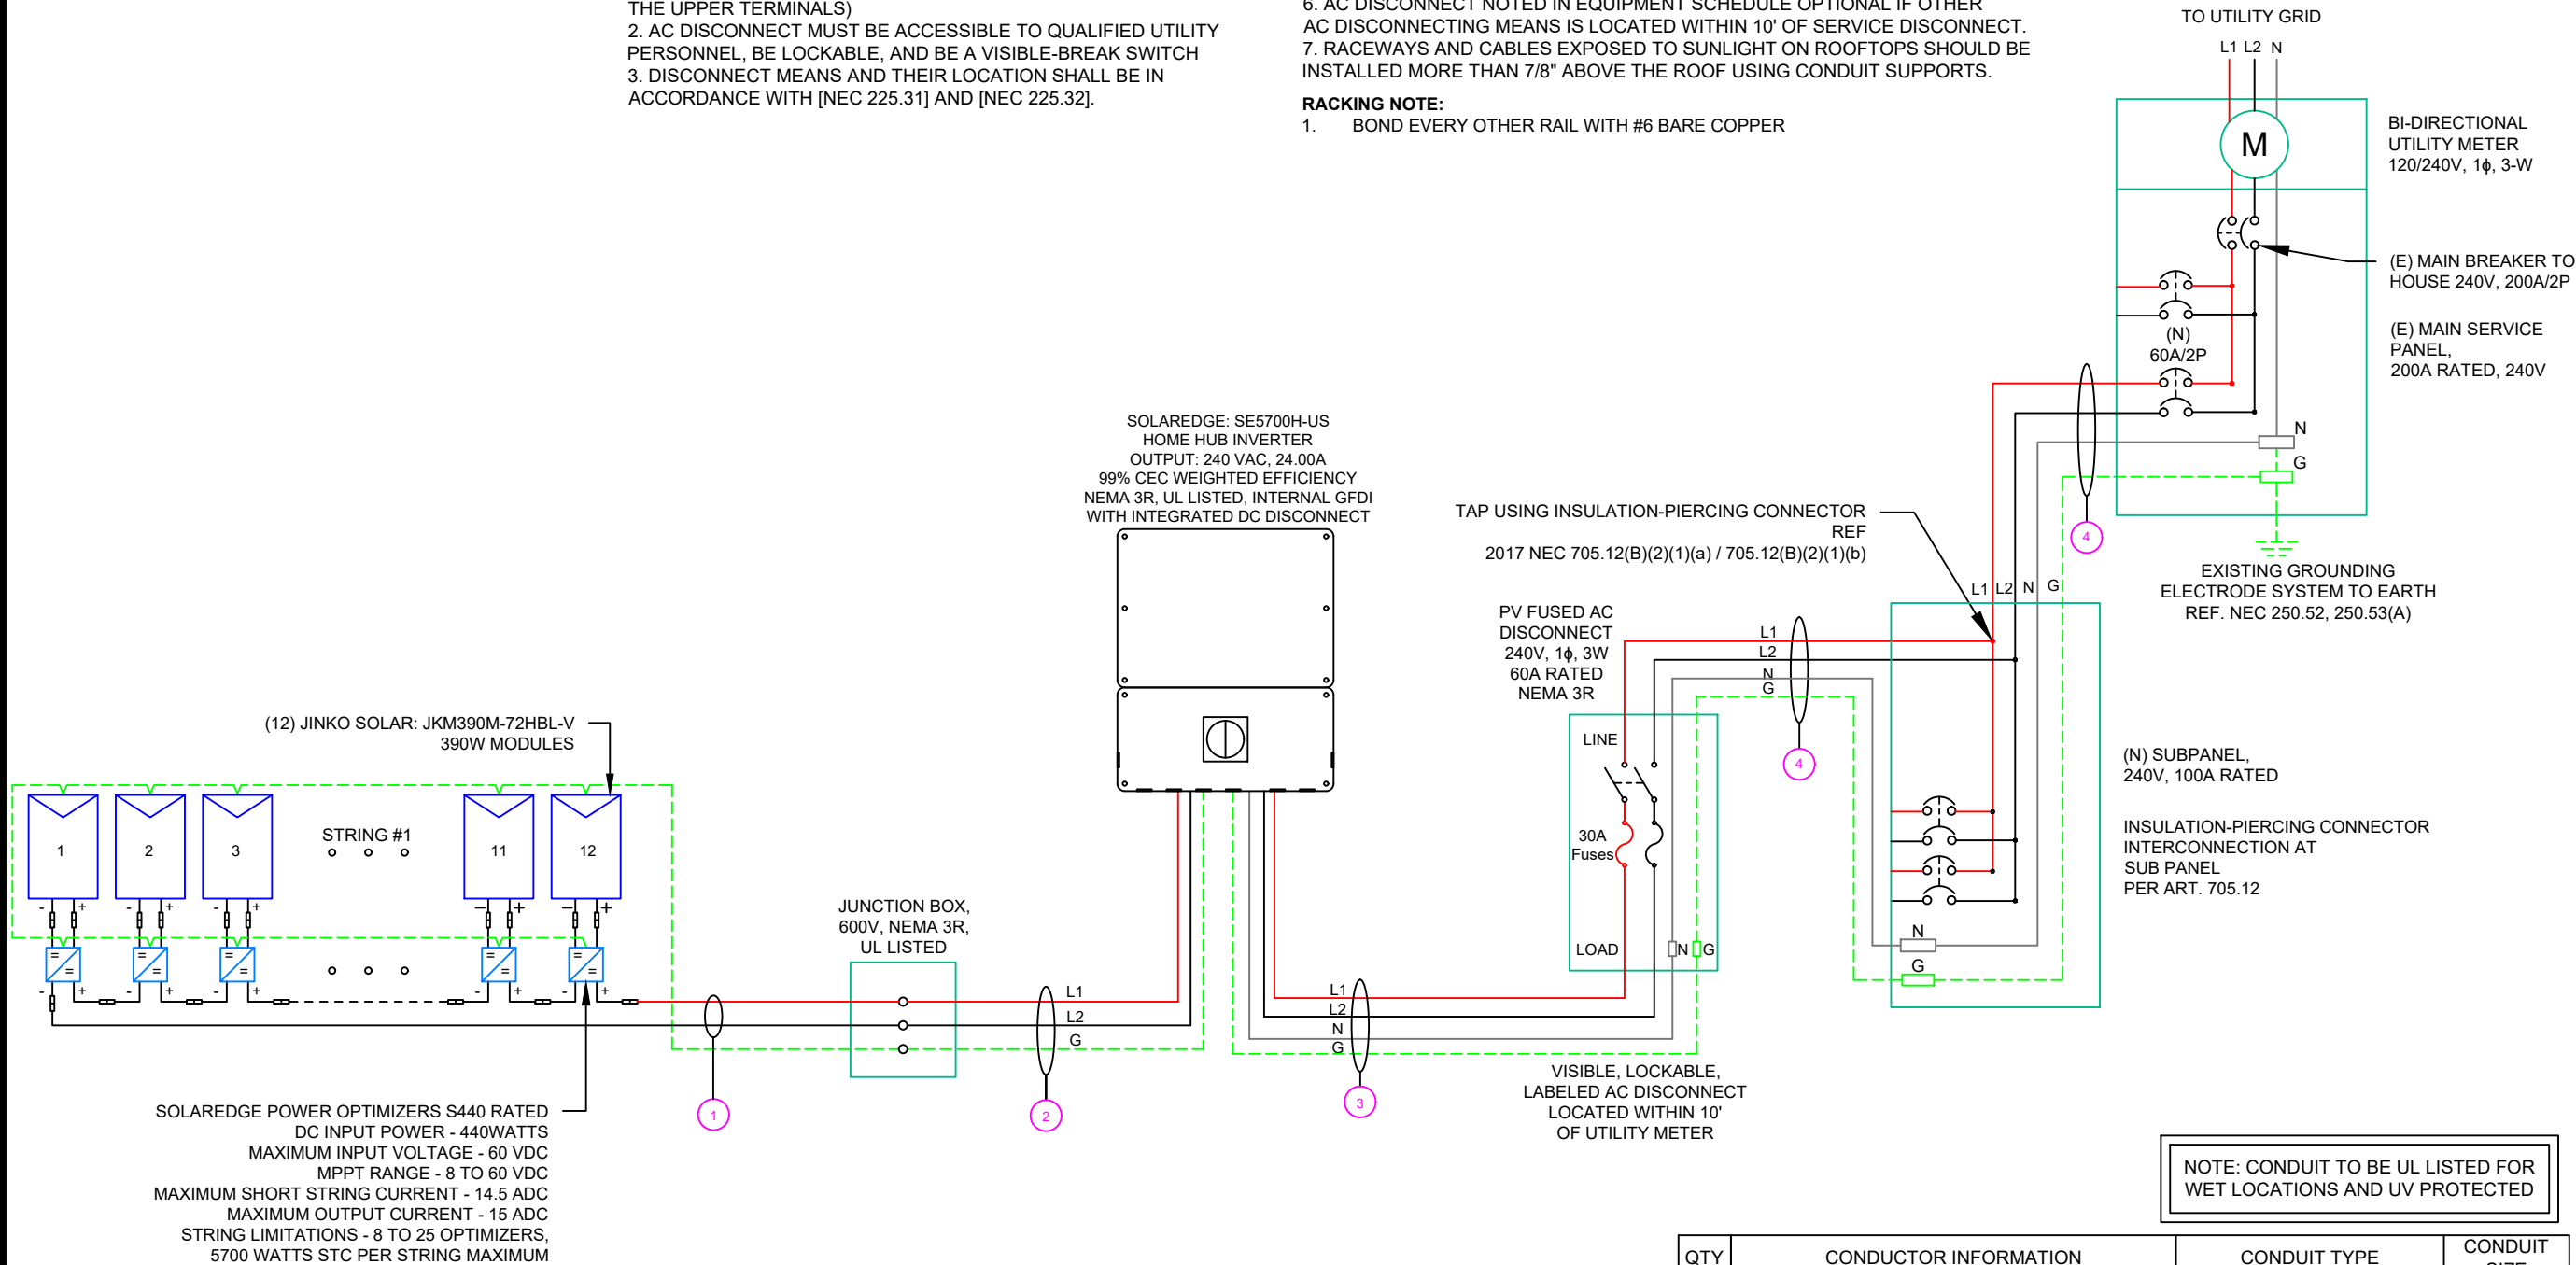 THE UPPER TERMINALS)
2. AC DISCONNECT MUST BE ACCESSIBLE TO QUALIFIED UTILITY
PERSONNEL, BE LOCKABLE, AND BE A VISIBLE-BREAK SWITCH
3. DISCONNECT MEANS AND THEIR LOCATION SHALL BE IN
ACCORDANCE WITH [NEC 225.31] AND [NEC 225.32].
6. AC DISCONNECT NOTED IN EQUIPMENT SCHEDULE OPTIONAL IF OTHER
AC DISCONNECTING MEANS IS LOCATED WITHIN 10' OF SERVICE DISCONNECT.
7. RACEWAYS AND CABLES EXPOSED TO SUNLIGHT ON ROOFTOPS SHOULD BE
INSTALLED MORE THAN 7/8" ABOVE THE ROOF USING CONDUIT SUPPORTS.
RACKING NOTE:
1. BOND EVERY OTHER RAIL WITH #6 BARE COPPER
TO UTILITY GRID
L1 L2 N
M
BI-DIRECTIONAL
UTILITY METER
120/240V, 1ϕ, 3-W
(E) MAIN BREAKER TO
HOUSE 240V, 200A/2P
(E) MAIN SERVICE
PANEL,
200A RATED, 240V
(N)
60A/2P
N
G
4
EXISTING GROUNDING
ELECTRODE SYSTEM TO EARTH
REF. NEC 250.52, 250.53(A)
SOLAREDGE: SE5700H-US
HOME HUB INVERTER
OUTPUT: 240 VAC, 24.00A
99% CEC WEIGHTED EFFICIENCY
NEMA 3R, UL LISTED, INTERNAL GFDI
WITH INTEGRATED DC DISCONNECT
TAP USING INSULATION-PIERCING CONNECTOR
REF
2017 NEC 705.12(B)(2)(1)(a) / 705.12(B)(2)(1)(b)
L1 L2 N G
PV FUSED AC
DISCONNECT
240V, 1ϕ, 3W
60A RATED
NEMA 3R
L1
L2
N
G
4
LINE
30A
Fuses
LOAD
N G
(N) SUBPANEL,
240V, 100A RATED
INSULATION-PIERCING CONNECTOR
INTERCONNECTION AT
SUB PANEL
PER ART. 705.12
N
G
(12) JINKO SOLAR: JKM390M-72HBL-V
390W MODULES
STRING #1
1 2 3 11 12
- + - + - + - + - +
= = = = = = = = = =
- + - + - + - + - +
JUNCTION BOX,
600V, NEMA 3R,
UL LISTED
L1
L2
G
1
2
L1
L2
N
G
3
VISIBLE, LOCKABLE,
LABELED AC DISCONNECT
LOCATED WITHIN 10'
OF UTILITY METER
SOLAREDGE POWER OPTIMIZERS S440 RATED
DC INPUT POWER - 440WATTS
MAXIMUM INPUT VOLTAGE - 60 VDC
MPPT RANGE - 8 TO 60 VDC
MAXIMUM SHORT STRING CURRENT - 14.5 ADC
MAXIMUM OUTPUT CURRENT - 15 ADC
STRING LIMITATIONS - 8 TO 25 OPTIMIZERS,
5700 WATTS STC PER STRING MAXIMUM
NOTE: CONDUIT TO BE UL LISTED FOR
WET LOCATIONS AND UV PROTECTED
QTY CONDUCTOR INFORMATION CONDUIT TYPE CONDUIT